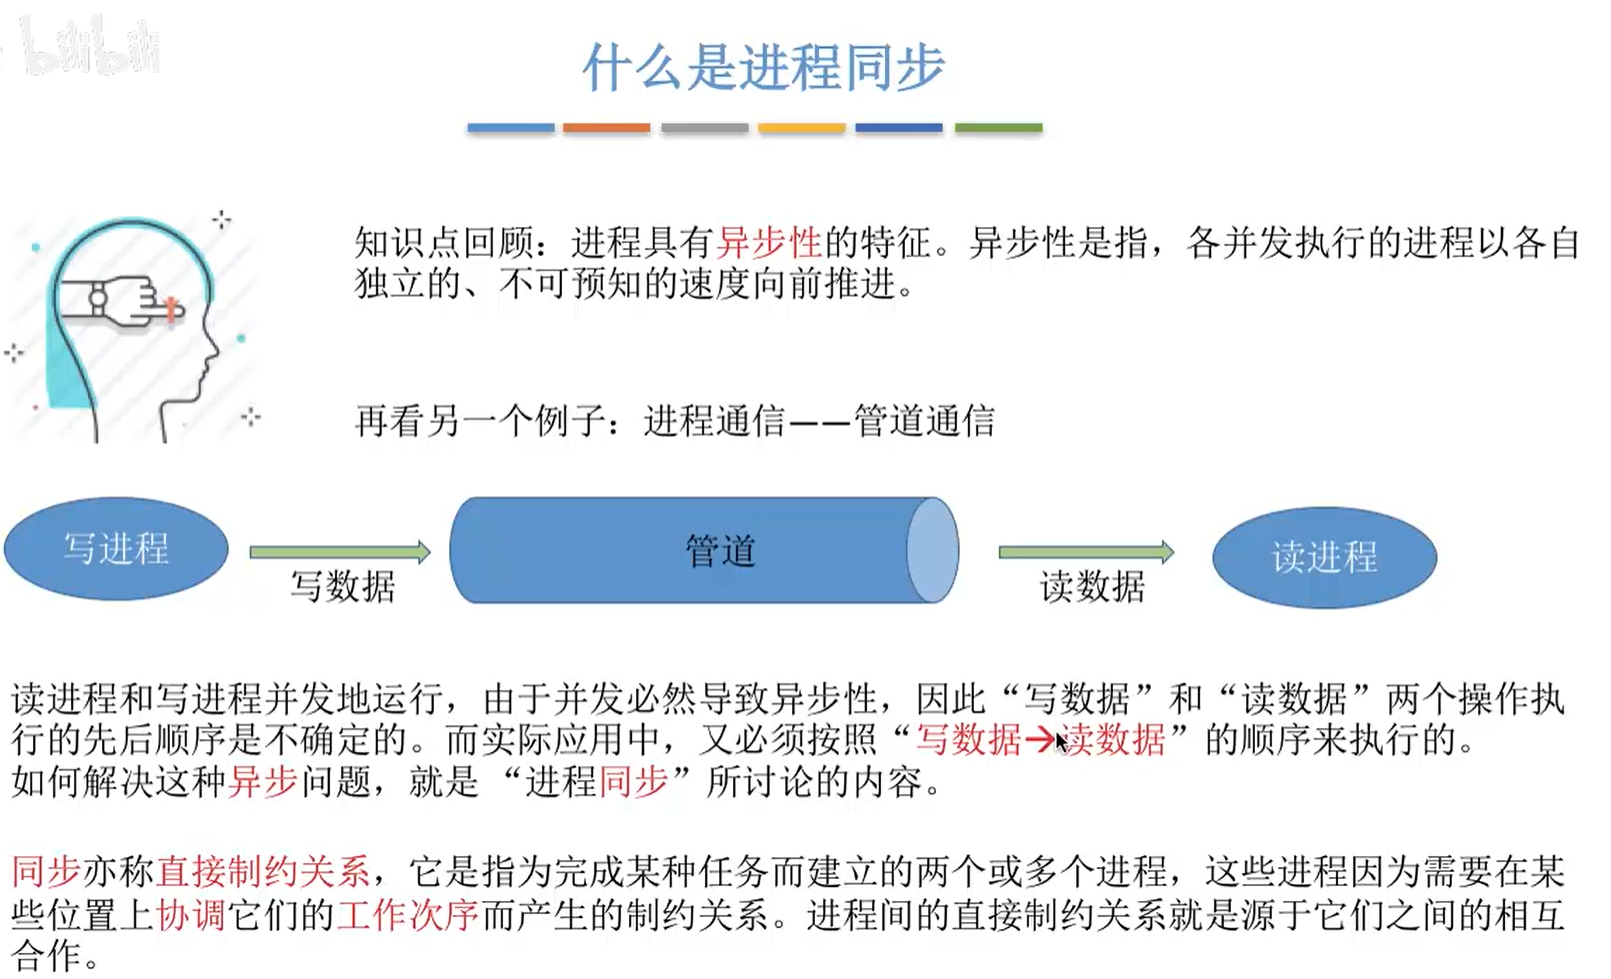 bilibili
什么是进程同步
知识点回顾：进程具有异步性的特征。异步性是指，各并发执行的进程以各自
独立的、不可预知的速度向前推进。
再看另一个例子：进程通信——管道通信
写进程
写数据
管道
读数据
读进程
读进程和写进程并发地运行，由于并发必然导致异步性，因此“写数据”和“读数据”两个操作执
行的先后顺序是不确定的。而实际应用中，又必须按照“写数据→读数据”的顺序来执行的。
如何解决这种异步问题，就是 “进程同步”所讨论的内容。
同步亦称直接制约关系，它是指为完成某种任务而建立的两个或多个进程，这些进程因为需要在某
些位置上协调它们的工作次序而产生的制约关系。进程间的直接制约关系就是源于它们之间的相互
合作。